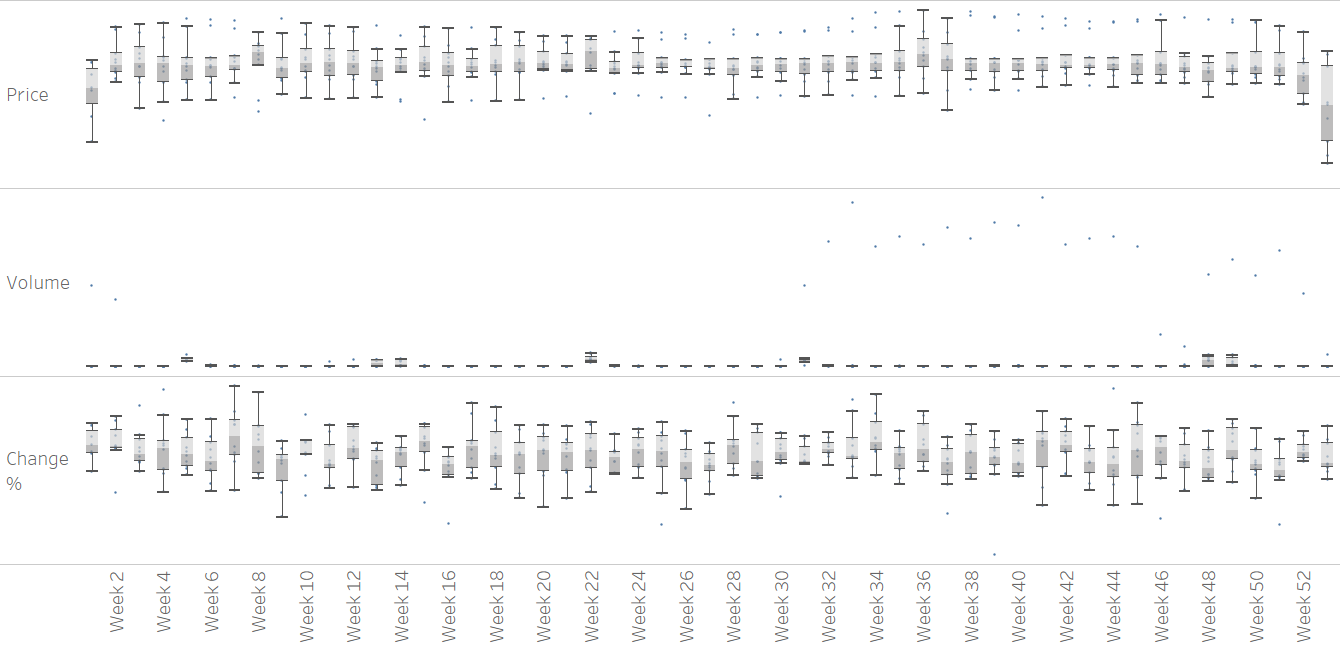 Price
Volume
Change
%
Week 2
Week 4
Week 6
Week 8
Week 10
Week 12
Week 14
Week 16
Week 18
Week 20
Week 22
Week 24
Week 26
Week 28
Week 30
Week 32
Week 34
Week 36
Week 38
Week 40
Week 42
Week 44
Week 46
Week 48
Week 50
Week 52